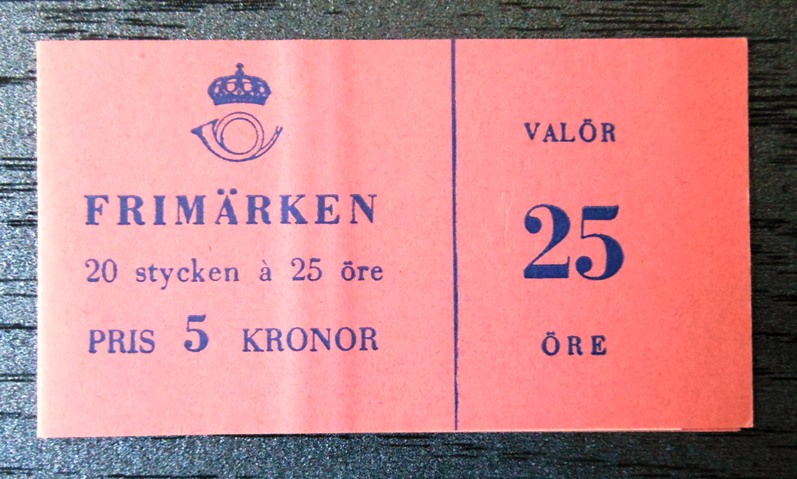 FRIMÄRKEN
20 stycken à 25 öre
PRIS 5 KRONOR
VALÖR
25
ÖRE